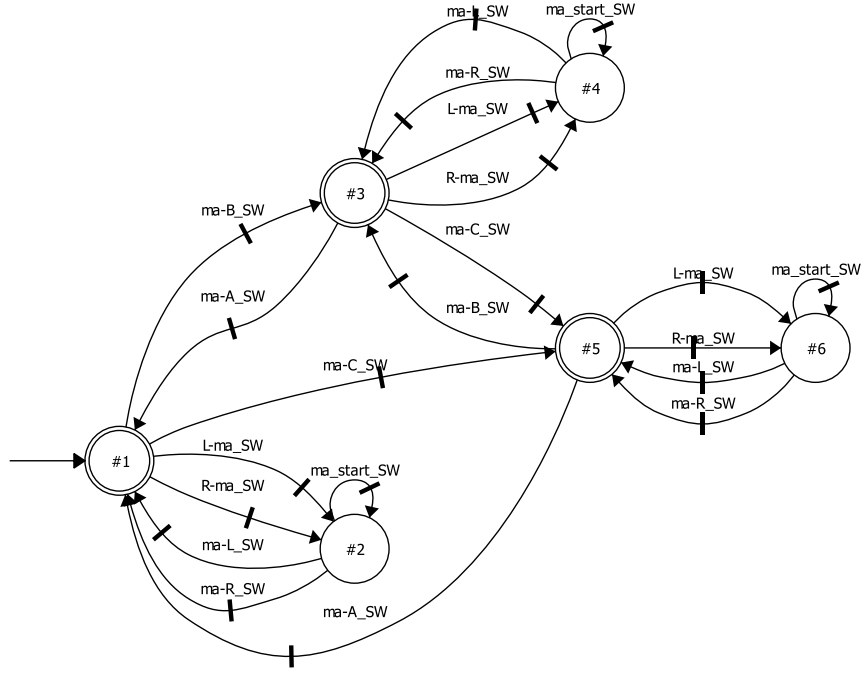 ma-L_SW
ma_start_SW
ma-R_SW
#4
L-ma_SW
R-ma_SW
#3
ma-B_SW
ma-C_SW
ma-A_SW
ma-B_SW
L-ma_SW
ma_start_SW
R-ma_SW
#5
#6
ma-L_SW
ma-C_SW
ma-R_SW
L-ma_SW
#1
ma_start_SW
R-ma_SW
ma-L_SW
#2
ma-R_SW
ma-A_SW